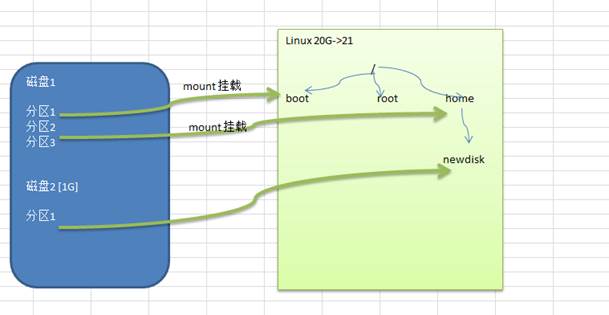 磁盘1
分区1
分区2
分区3
磁盘2 [1G]
分区1
mount 挂载
mount 挂载
Linux 20G->21
/
boot
root
home
newdisk